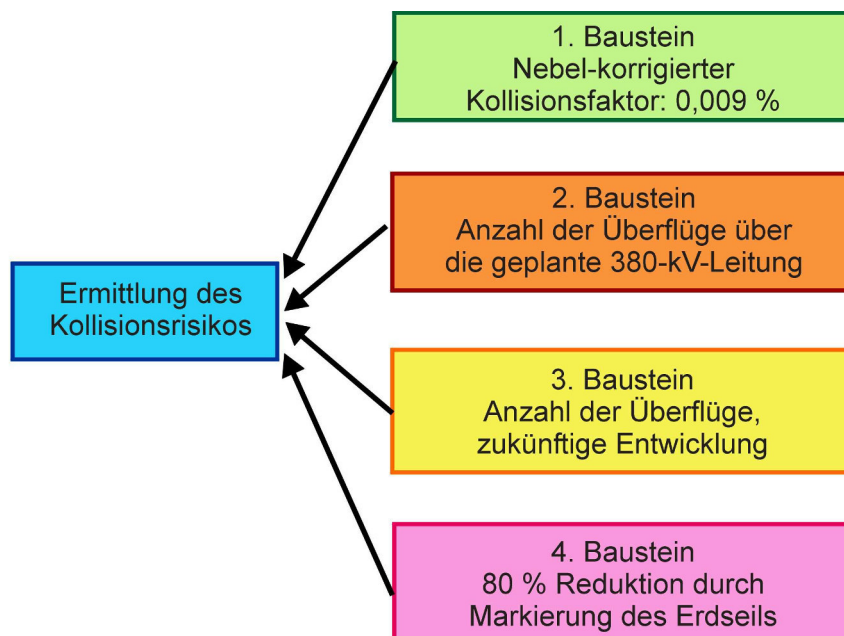 1. Baustein
Nebel-korrigierter
Kollisionsfaktor: 0,009 %
2. Baustein
Anzahl der Überflüge über
die geplante 380-kV-Leitung
Ermittlung des
Kollisionsrisikos
3. Baustein
Anzahl der Überflüge,
zukünftige Entwicklung
4. Baustein
80 % Reduktion durch
Markierung des Erdseils